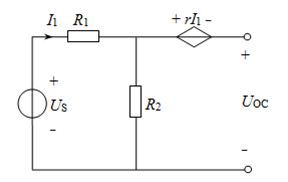 I₁ R₁ + rI₁ -
+ +
Us R₂ Uoc
- -